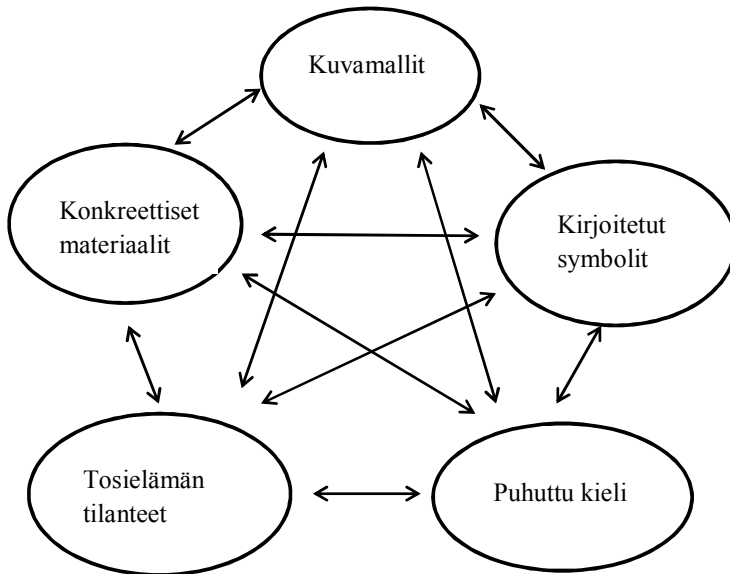 Kuvamallit
Konkreettiset
materiaalit
Kirjoitetut
symbolit
Tosielämän
tilanteet
Puhuttu kieli